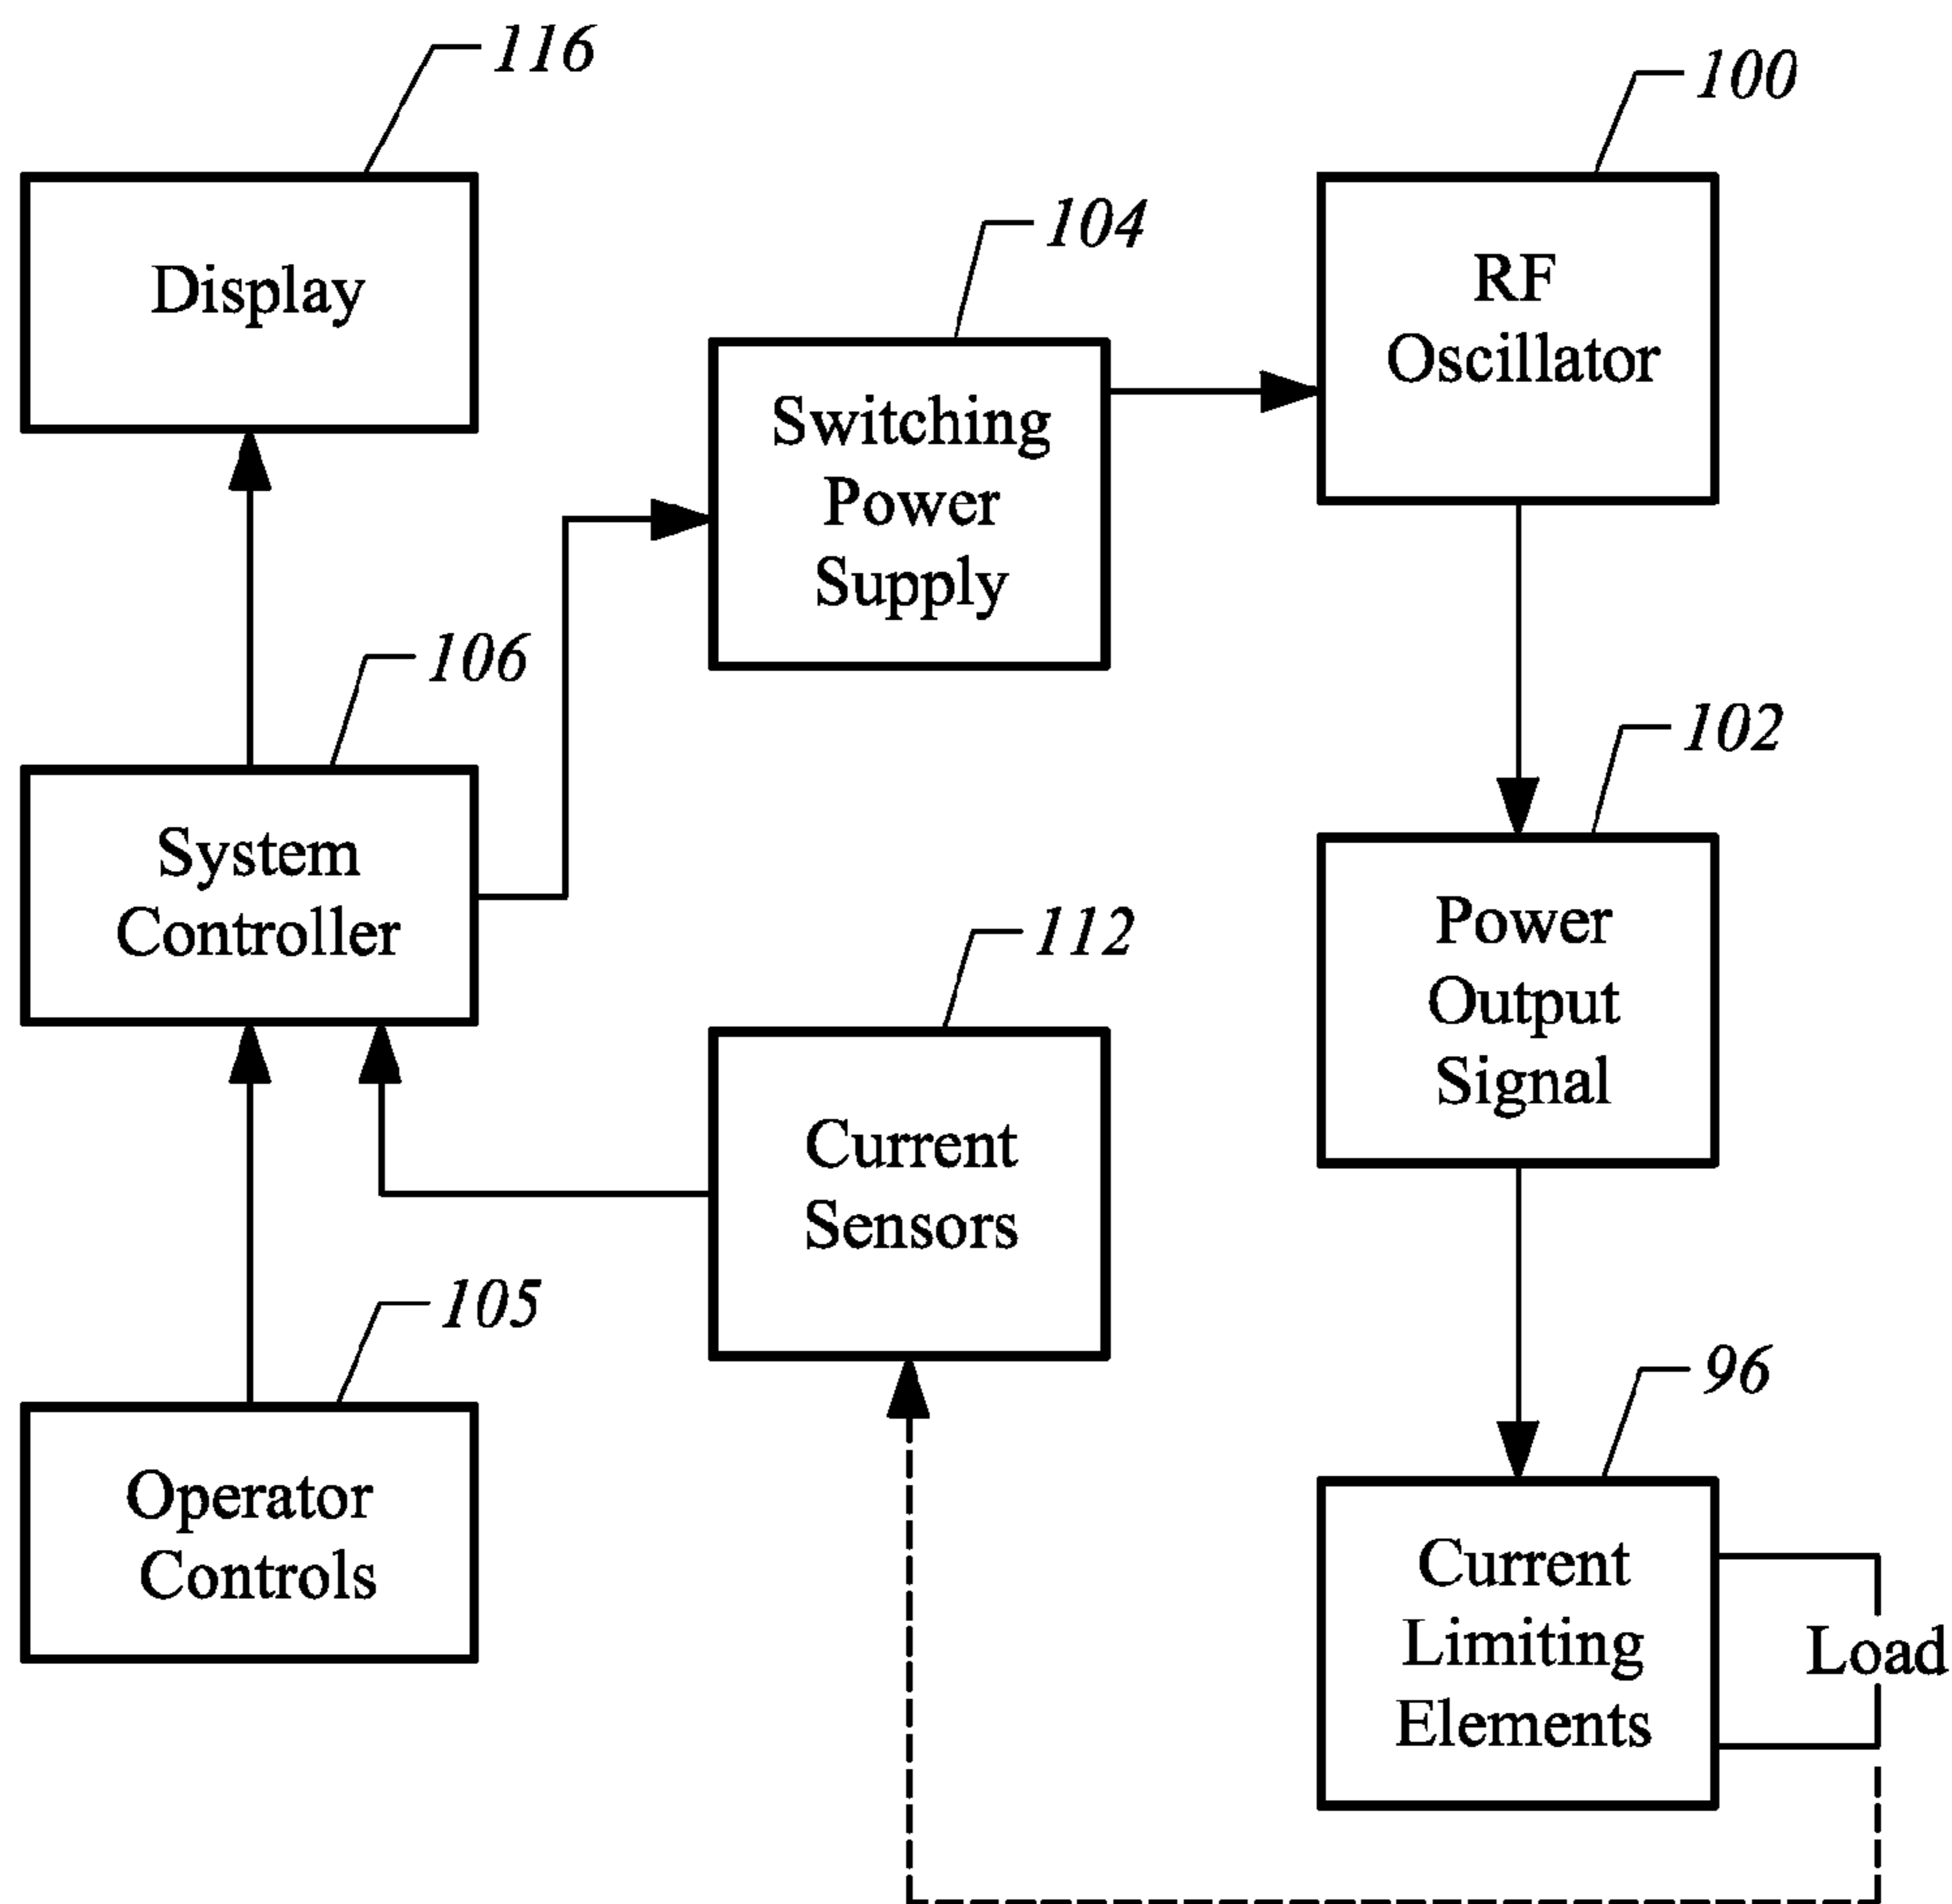 116
Display
104
Switching
Power
Supply
100
RF
Oscillator
106
System
Controller
102
Power
Output
Signal
112
Current
Sensors
105
Operator
Controls
96
Current
Limiting
Elements
Load